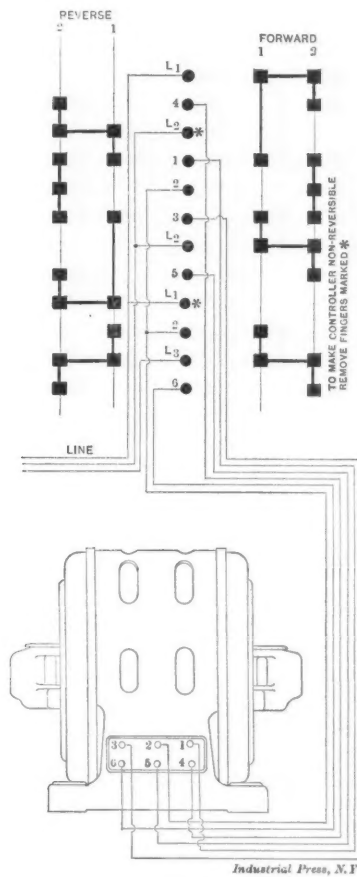 REVERSE
2 1
FORWARD
1 2
L1
4
L2*
1
2
3
L2
5
L1*
2
L3
6
TO MAKE CONTROLLER NON-REVERSIBLE
REMOVE FINGERS MARKED *
LINE
3 2 1
6 5 4
Industrial Press, N.Y